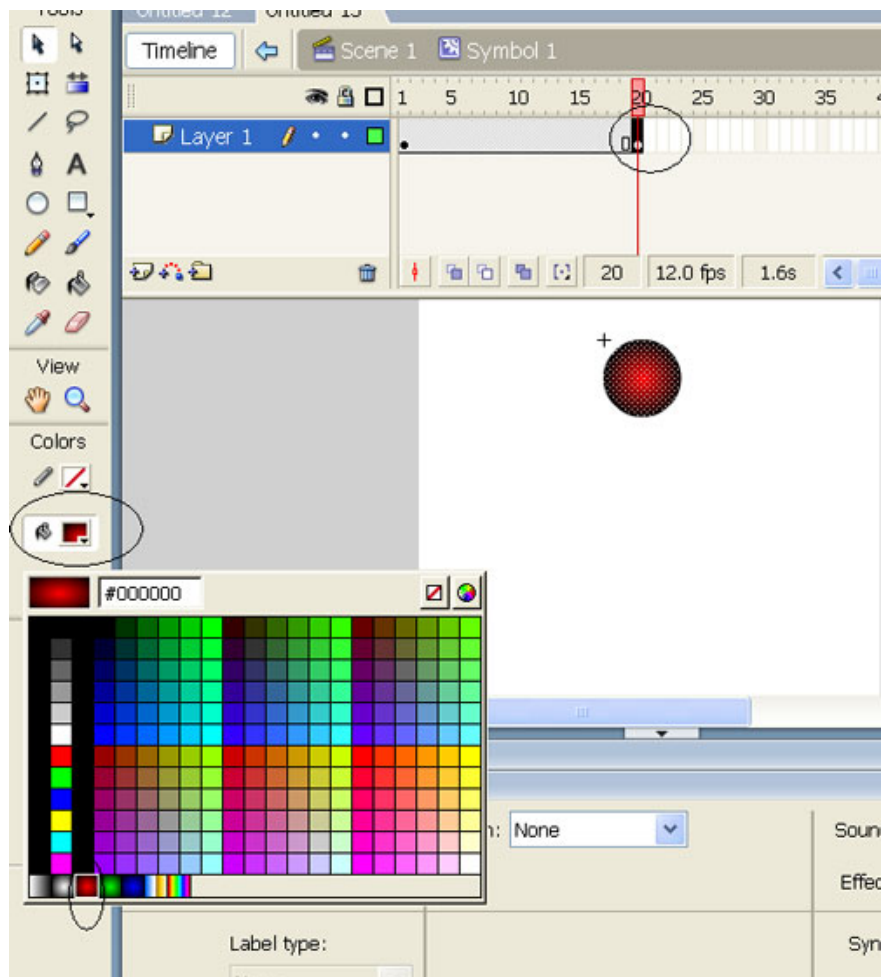 Tools
Untitled-12 Untitled-13
Timeline Scene 1 Symbol 1
1 5 10 15 20 25 30 35
Layer 1
20 12.0 fps 1.6s
View
Colors
#000000
None
Label type: